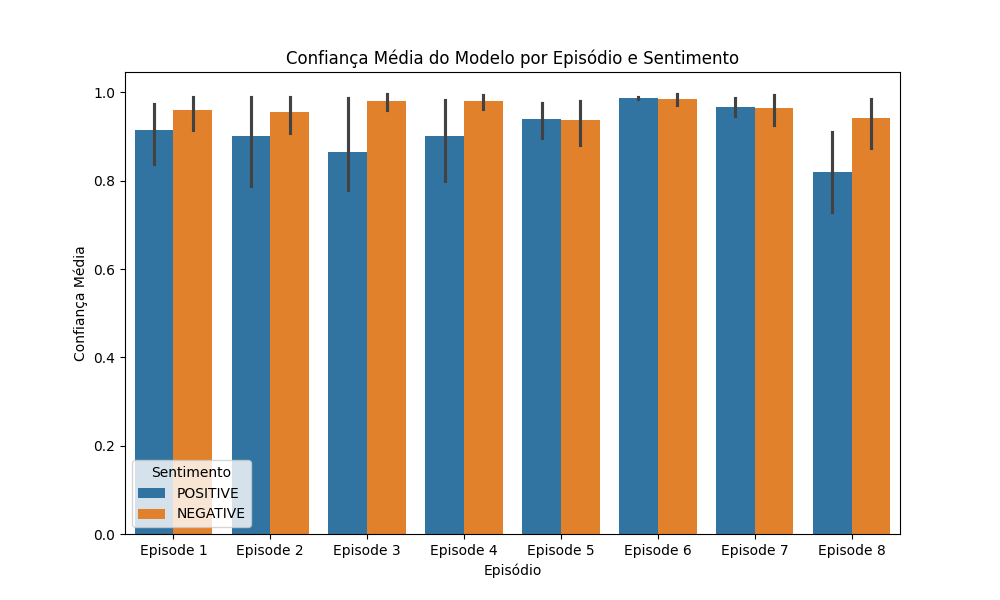 Confiança Média do Modelo por Episódio e Sentimento
Confiança Média
1.0
0.8
0.6
0.4
0.2
0.0
Sentimento
POSITIVE
NEGATIVE
Episode 1
Episode 2
Episode 3
Episode 4
Episode 5
Episode 6
Episode 7
Episode 8
Episódio